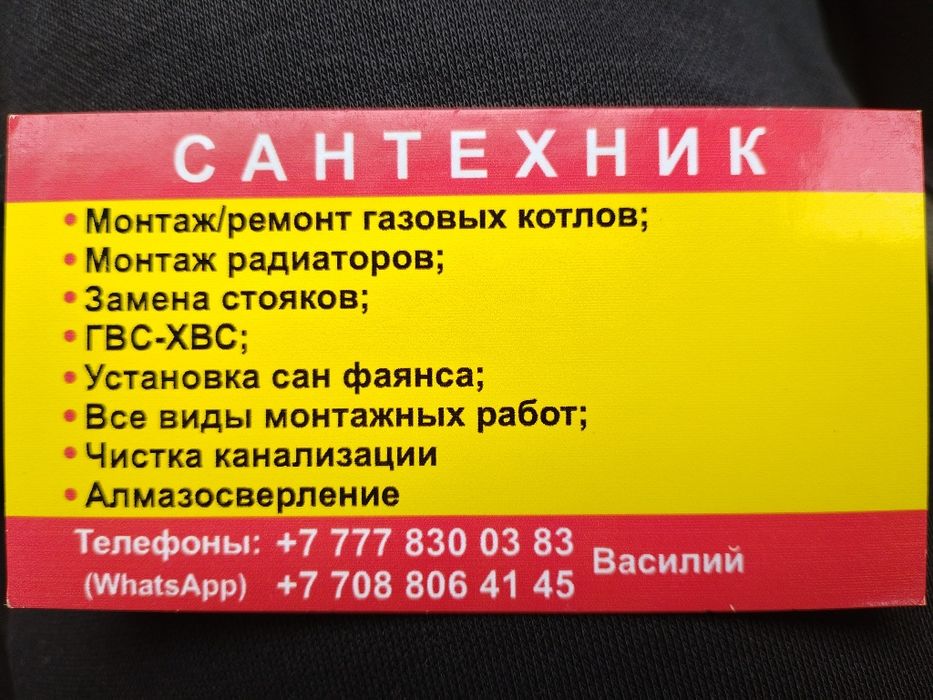 САНТЕХНИК
• Монтаж/ремонт газовых котлов;
• Монтаж радиаторов;
• Замена стояков;
• ГВС-ХВС;
• Установка сан фаянса;
• Все виды монтажных работ;
• Чистка канализации
• Алмазосверление
Телефоны: +7 777 830 03 83
(WhatsApp) +7 708 806 41 45
Василий